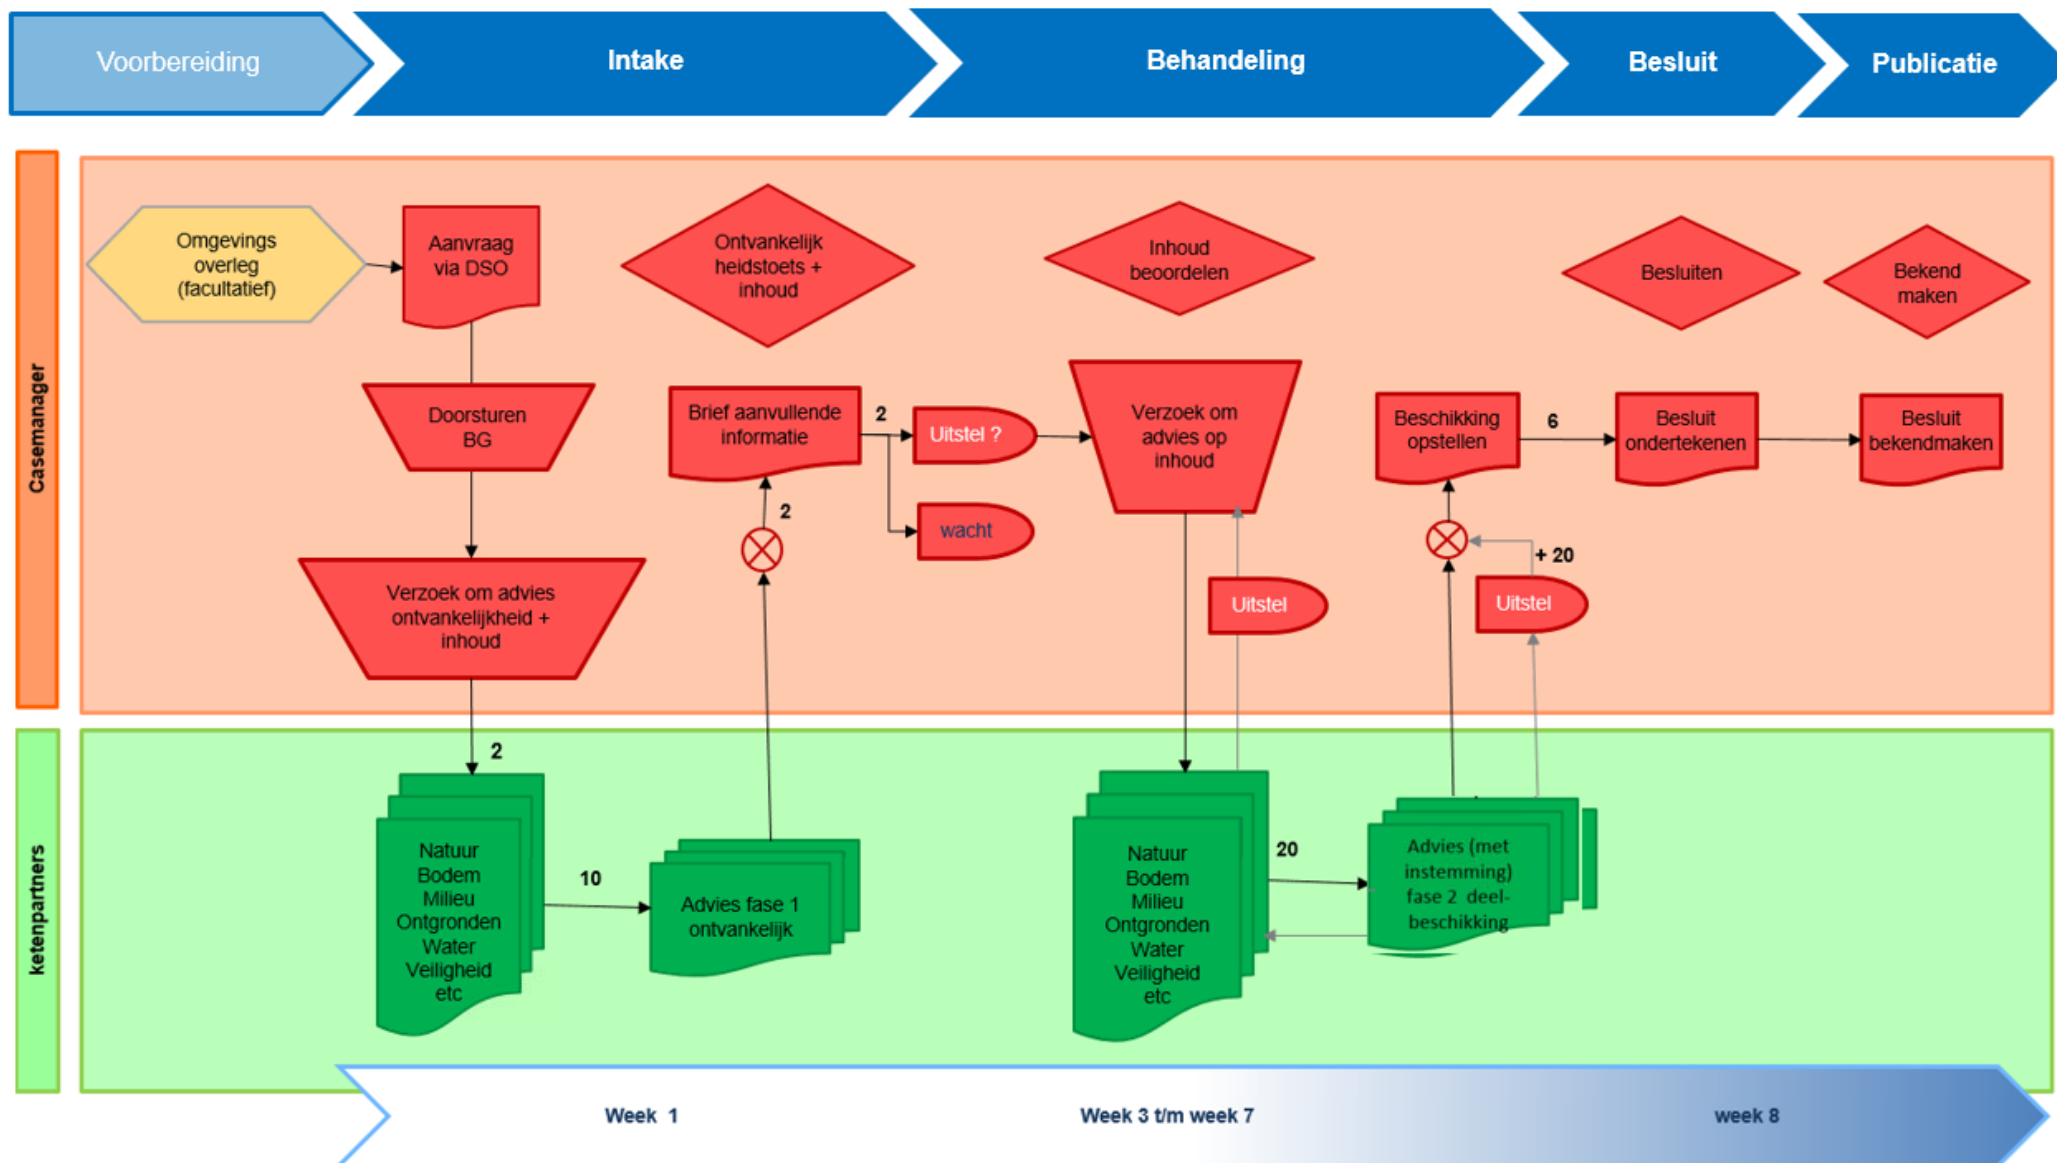 Voorbereiding
Intake
Behandeling
Besluit
Publicatie
Casemanager
Omgevings
overleg
(facultatief)
Aanvraag
via DSO
Ontvankelijk
heidstoets +
inhoud
Inhoud
beoordelen
Besluiten
Bekend
maken
Doorsturen
BG
Brief aanvullende
informatie
2
Uitstel ?
Verzoek om
advies op
inhoud
Beschikking
opstellen
6
Besluit
ondertekenen
Besluit
bekendmaken
2
wacht
Verzoek om advies
ontvankelijkheid +
inhoud
Uitstel
+ 20
Uitstel
ketenpartners
2
Natuur
Bodem
Milieu
Ontgronden
Water
Veiligheid
etc
10
Advies fase 1
ontvankelijk
Natuur
Bodem
Milieu
Ontgronden
Water
Veiligheid
etc
20
Advies (met
instemming)
fase 2 deel-
beschikking
Week 1
Week 3 t/m week 7
week 8